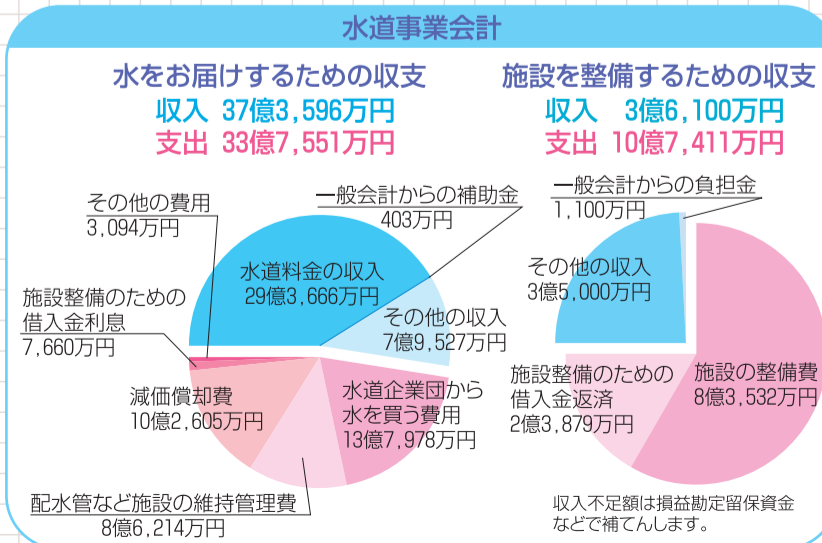 水道事業会計
水をお届けするための収支
収入 37億3,596万円
支出 33億7,551万円
施設を整備するための収支
収入 3億6,100万円
支出 10億7,411万円
その他の費用
3,094万円
一般会計からの補助金
403万円
水道料金の収入
29億3,666万円
その他の収入
7億9,527万円
施設整備のための
借入金利息
7,660万円
減価償却費
10億2,605万円
水道企業団から
水を買う費用
13億7,978万円
配水管など施設の維持管理費
8億6,214万円
一般会計からの負担金
1,100万円
その他の収入
3億5,000万円
施設整備のための
借入金返済
2億3,879万円
施設の整備費
8億3,532万円
収入不足額は損益勘定留保資金
などで補てんします。